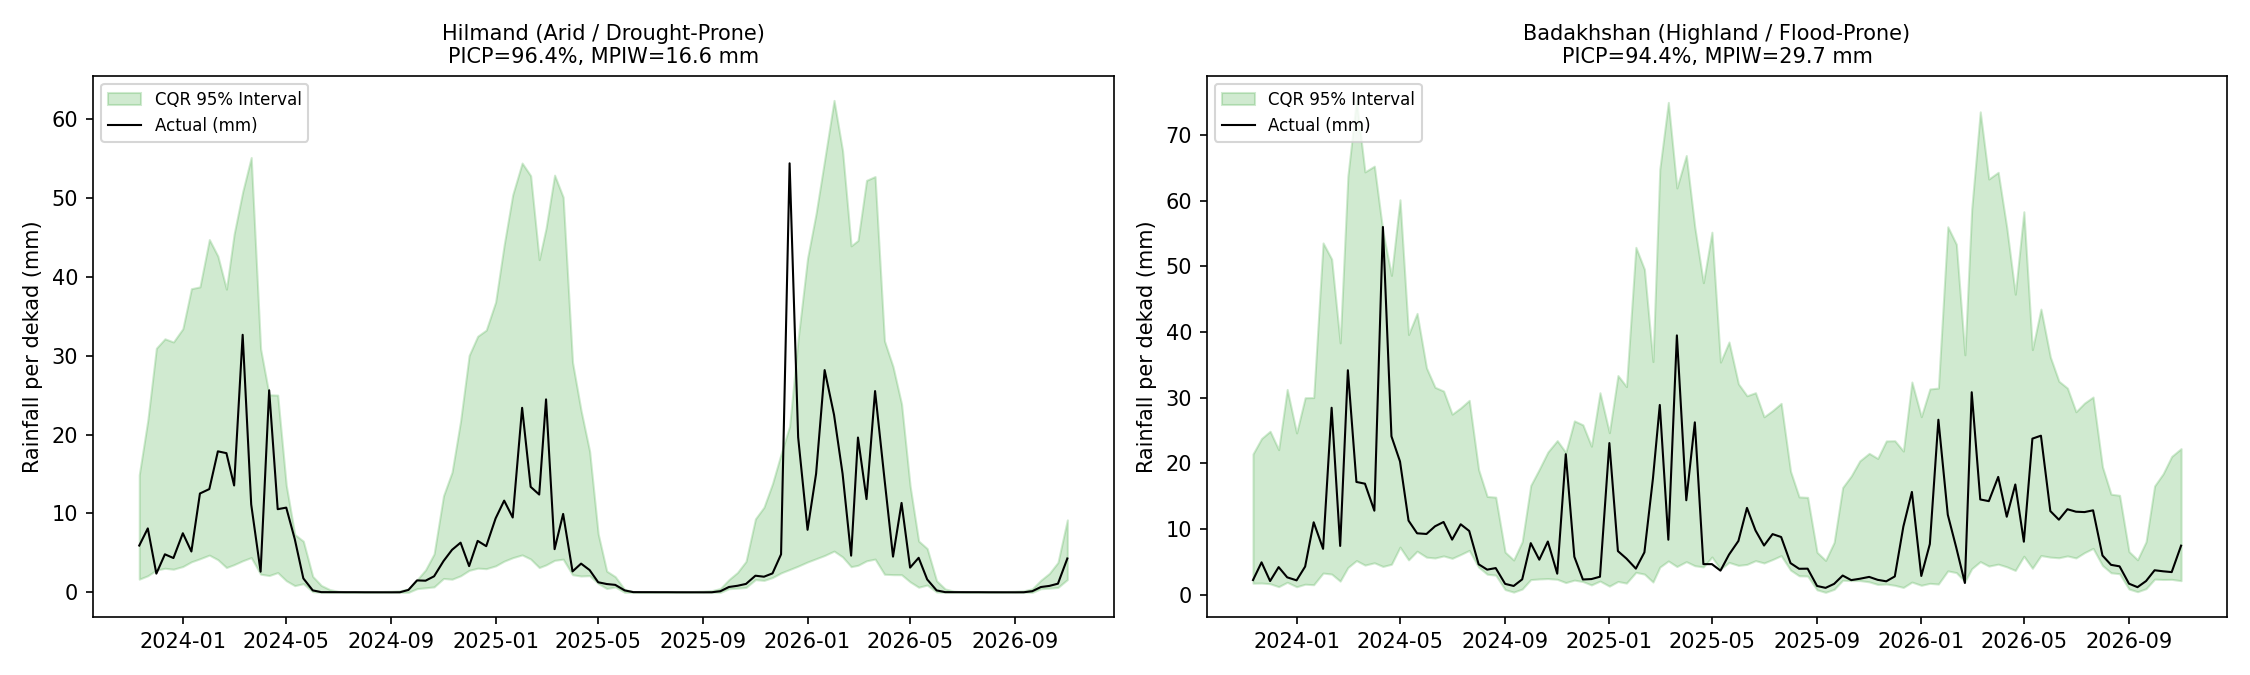 Hilmand (Arid / Drought-Prone)
PICP=96.4%, MPIW=16.6 mm
CQR 95% Interval
Actual (mm)
Rainfall per dekad (mm)
60
50
40
30
20
10
0
2024-01 2024-05 2024-09 2025-01 2025-05 2025-09 2026-01 2026-05 2026-09
Badakhshan (Highland / Flood-Prone)
PICP=94.4%, MPIW=29.7 mm
CQR 95% Interval
Actual (mm)
Rainfall per dekad (mm)
70
60
50
40
30
20
10
0
2024-01 2024-05 2024-09 2025-01 2025-05 2025-09 2026-01 2026-05 2026-09